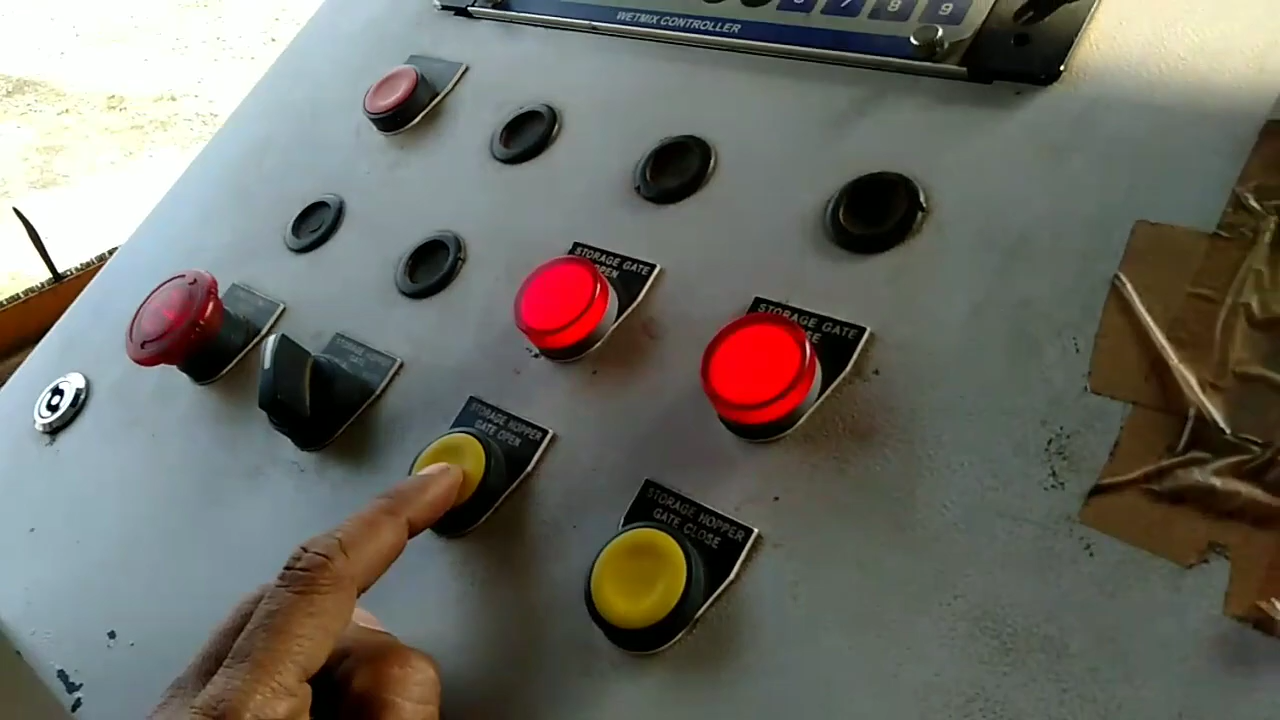 7 8 9
WETMIX CONTROLLER
STORAGE GATE
OPEN
STORAGE GATE
STORAGE HOPPER
GATE OPEN
STORAGE HOPPER
GATE CLOSE